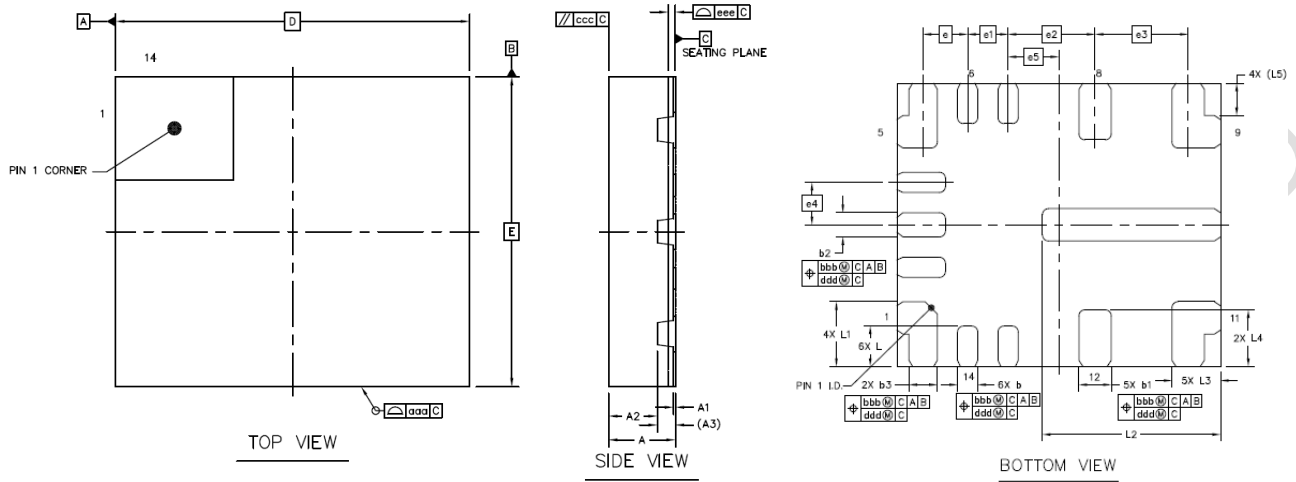 A
D
14
B
1
PIN 1 CORNER
E
⌓ aaa C
TOP VIEW
// ccc C
⌓ eee C
C
SEATING PLANE
A1
A2
(A3)
A
SIDE VIEW
e
e1
e2
e3
e5
6
8
4X (L5)
5
9
e4
b2
⌖ bbb Ⓜ C A B
ddd Ⓜ C
1
11
4X L1
6X L
2X L4
PIN 1 I.D.
2X b3
14
6X b
12
5X b1
5X L3
⌖ bbb Ⓜ C A B
ddd Ⓜ C
⌖ bbb Ⓜ C A B
ddd Ⓜ C
⌖ bbb Ⓜ C A B
ddd Ⓜ C
L2
BOTTOM VIEW